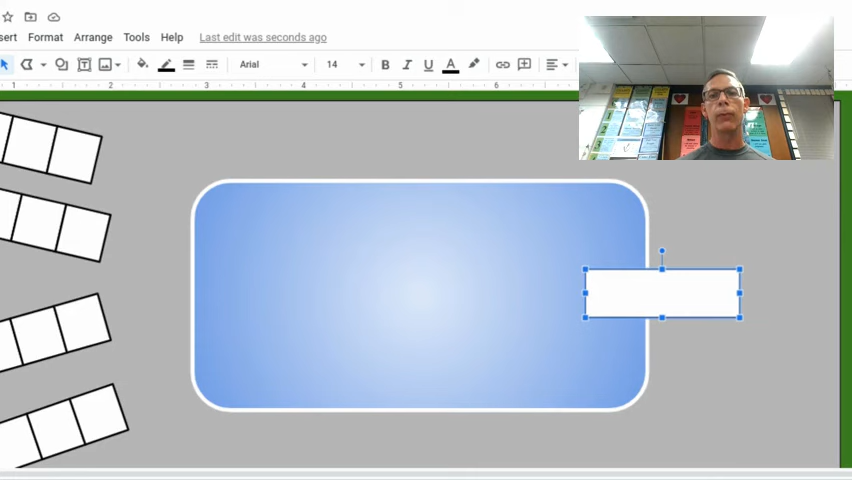 sert Format Arrange Tools Help Last edit was seconds ago
Arial 14 B I U A
1 2 3 4 5 6